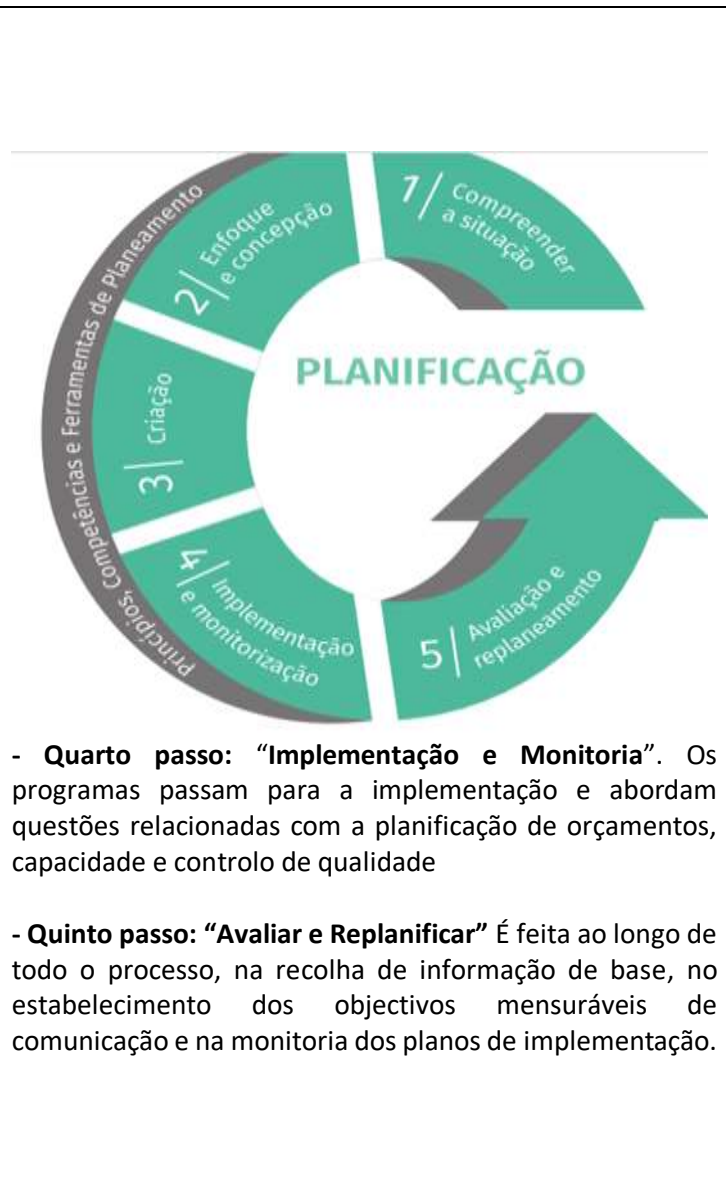 1 Compreender
a situação
2 Enfoque
e concepção
3 Criação
4 Implementação
e monitorização
5 Avaliação e
replaneamento
Princípios, Competências e Ferramentas de Planeamento
PLANIFICAÇÃO
- Quarto passo: “Implementação e Monitoria”. Os
programas passam para a implementação e abordam
questões relacionadas com a planificação de orçamentos,
capacidade e controlo de qualidade
- Quinto passo: “Avaliar e Replanificar” É feita ao longo de
todo o processo, na recolha de informação de base, no
estabelecimento dos objectivos mensuráveis de
comunicação e na monitoria dos planos de implementação.